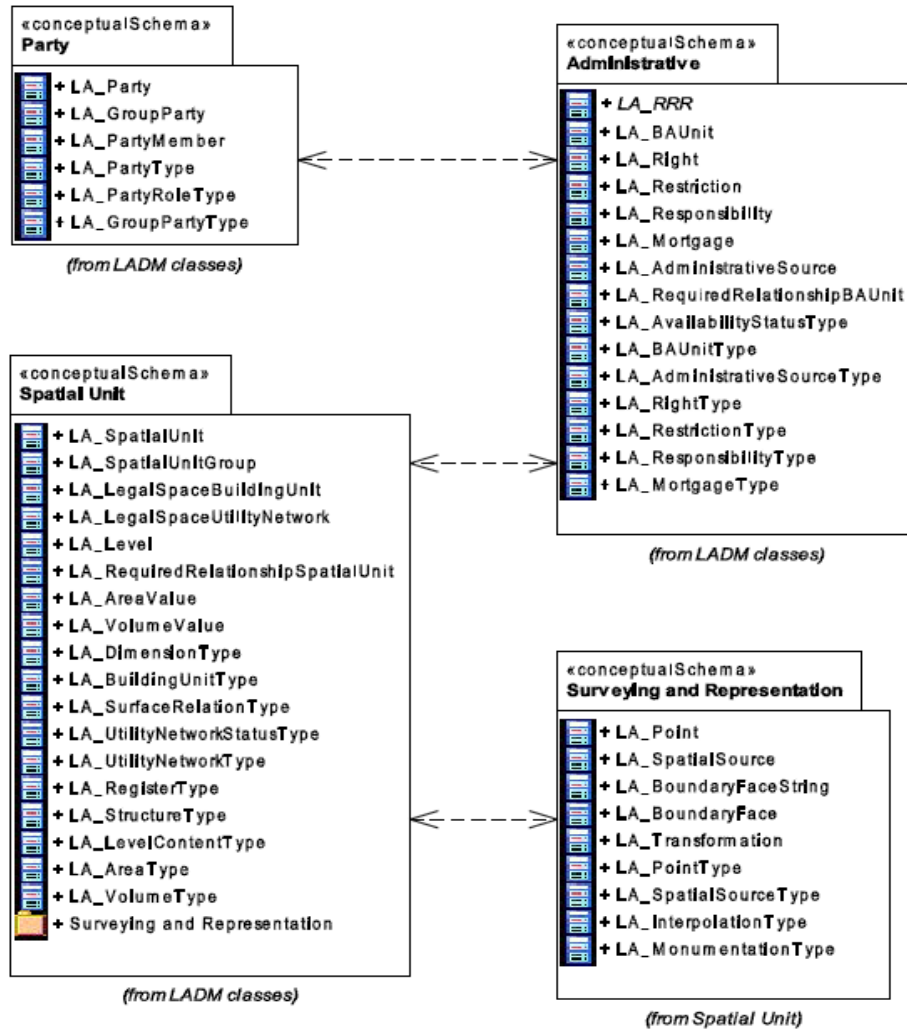 «conceptualSchema»
Party
+ LA_Party
+ LA_GroupParty
+ LA_PartyMember
+ LA_PartyType
+ LA_PartyRoleType
+ LA_GroupPartyType
(from LADM classes)
«conceptualSchema»
Administrative
+ LA_RRR
+ LA_BAUnit
+ LA_Right
+ LA_Restriction
+ LA_Responsibility
+ LA_Mortgage
+ LA_AdministrativeSource
+ LA_RequiredRelationshipBAUnit
+ LA_AvailabilityStatusType
+ LA_BAUnitType
+ LA_AdministrativeSourceType
+ LA_RightType
+ LA_RestrictionType
+ LA_ResponsibilityType
+ LA_MortgageType
(from LADM classes)
«conceptualSchema»
Spatial Unit
+ LA_SpatialUnit
+ LA_SpatialUnitGroup
+ LA_LegalSpaceBuildingUnit
+ LA_LegalSpaceUtilityNetwork
+ LA_Level
+ LA_RequiredRelationshipSpatialUnit
+ LA_AreaValue
+ LA_VolumeValue
+ LA_DimensionType
+ LA_BuildingUnitType
+ LA_SurfaceRelationType
+ LA_UtilityNetworkStatusType
+ LA_UtilityNetworkType
+ LA_RegisterType
+ LA_StructureType
+ LA_LevelContentType
+ LA_AreaType
+ LA_VolumeType
+ Surveying and Representation
(from LADM classes)
«conceptualSchema»
Surveying and Representation
+ LA_Point
+ LA_SpatialSource
+ LA_BoundaryFaceString
+ LA_BoundaryFace
+ LA_Transformation
+ LA_PointType
+ LA_SpatialSourceType
+ LA_InterpolationType
+ LA_MonumentationType
(from Spatial Unit)